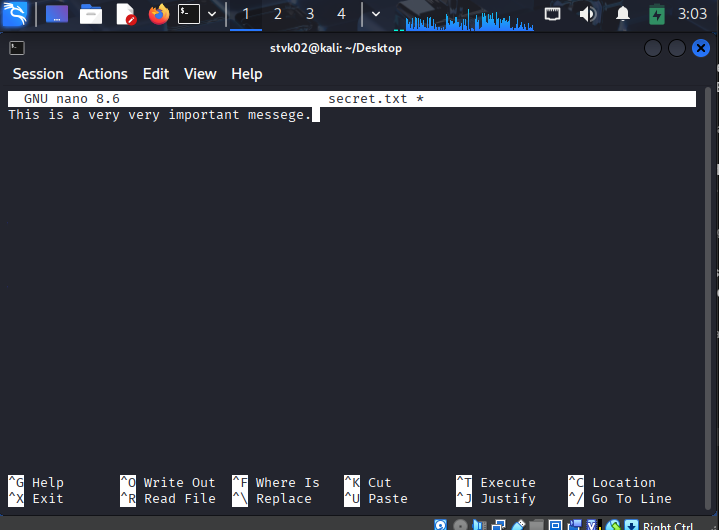 1 2 3 4 3:03
stvk02@kali: ~/Desktop
Session Actions Edit View Help
GNU nano 8.6 secret.txt *
This is a very very important messege.
^G Help ^O Write Out ^F Where Is ^K Cut ^T Execute ^C Location
^X Exit ^R Read File ^\ Replace ^U Paste ^J Justify ^/ Go To Line
Right Ctrl